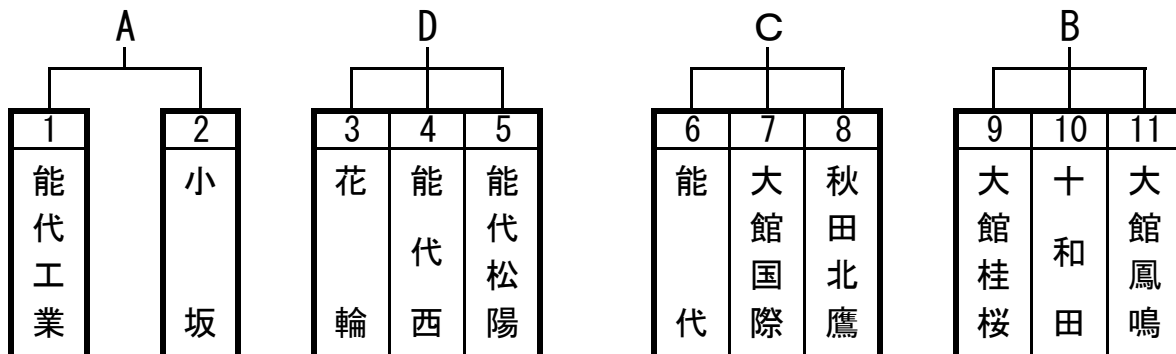 A D C B
1 2 3 4 5 6 7 8 9 10 11
能代工業
小坂
花輪
能代西
能代松陽
能代
大館国際
秋田北鷹
大館桂桜
十和田
大館鳳鳴